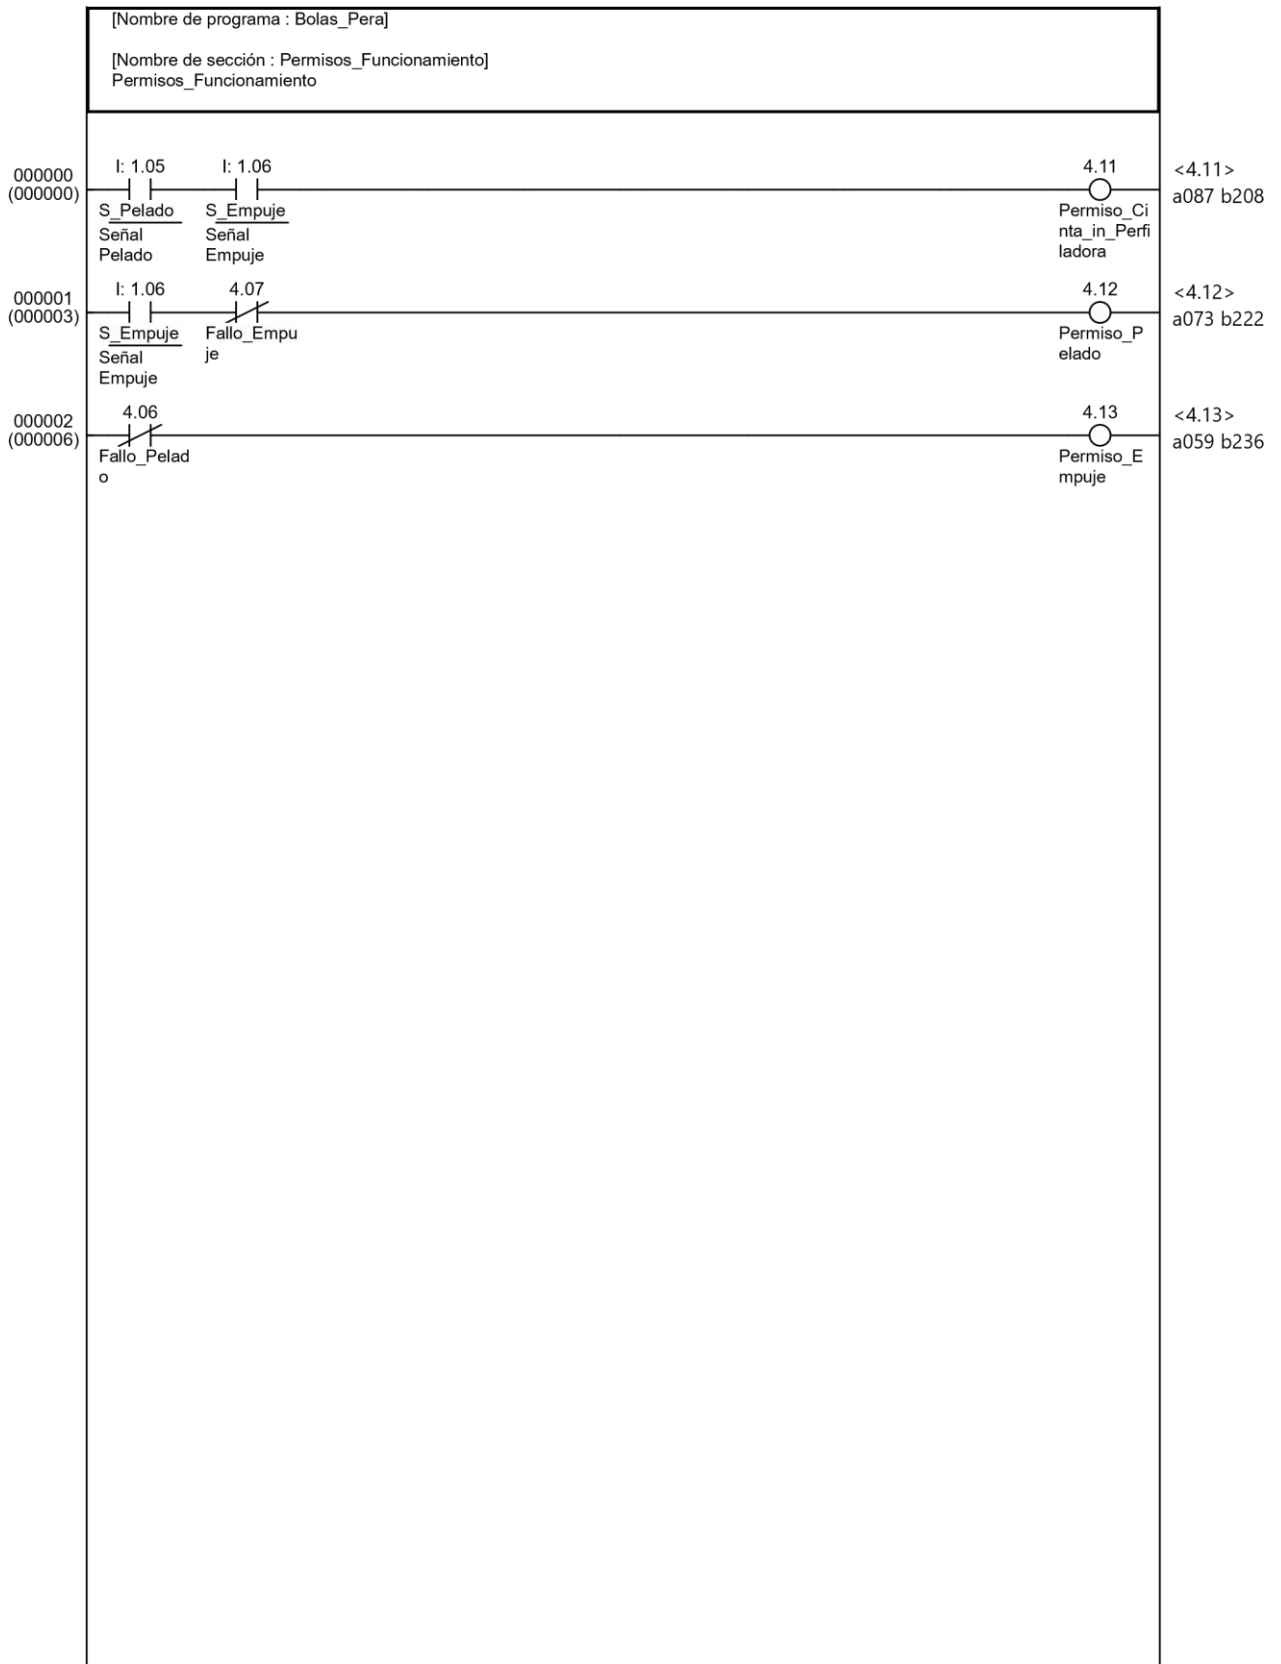 [Nombre de programa : Bolas_Pera]
[Nombre de sección : Permisos_Funcionamiento]
Permisos_Funcionamiento
000000
(000000)
I: 1.05
I: 1.06
4.11
<4.11>
a087 b208
S_Pelado
S_Empuje
Permiso_Ci
nta_in_Perfi
ladora
Señal
Pelado
Señal
Empuje
000001
(000003)
I: 1.06
4.07
4.12
<4.12>
a073 b222
S_Empuje
Fallo_Empu
je
Permiso_P
elado
Señal
Empuje
000002
(000006)
4.06
4.13
<4.13>
a059 b236
Fallo_Pelad
o
Permiso_E
mpuje